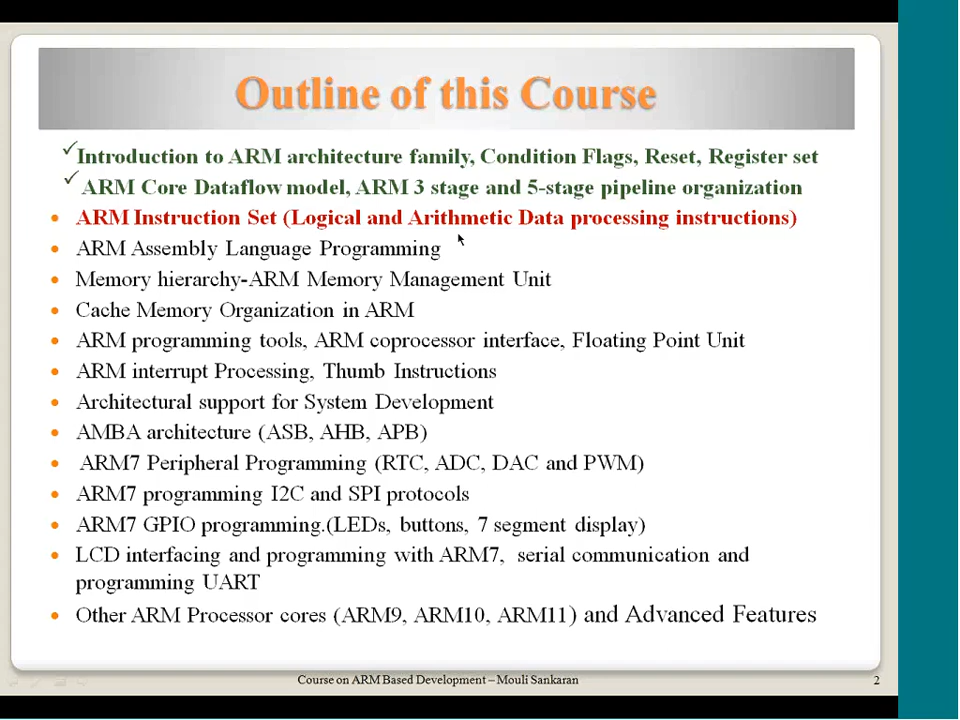 Outline of this Course
✓Introduction to ARM architecture family, Condition Flags, Reset, Register set
✓ARM Core Dataflow model, ARM 3 stage and 5-stage pipeline organization
• ARM Instruction Set (Logical and Arithmetic Data processing instructions)
• ARM Assembly Language Programming
• Memory hierarchy-ARM Memory Management Unit
• Cache Memory Organization in ARM
• ARM programming tools, ARM coprocessor interface, Floating Point Unit
• ARM interrupt Processing, Thumb Instructions
• Architectural support for System Development
• AMBA architecture (ASB, AHB, APB)
• ARM7 Peripheral Programming (RTC, ADC, DAC and PWM)
• ARM7 programming I2C and SPI protocols
• ARM7 GPIO programming.(LEDs, buttons, 7 segment display)
• LCD interfacing and programming with ARM7, serial communication and
programming UART
• Other ARM Processor cores (ARM9, ARM10, ARM11) and Advanced Features
Course on ARM Based Development – Mouli Sankaran
2